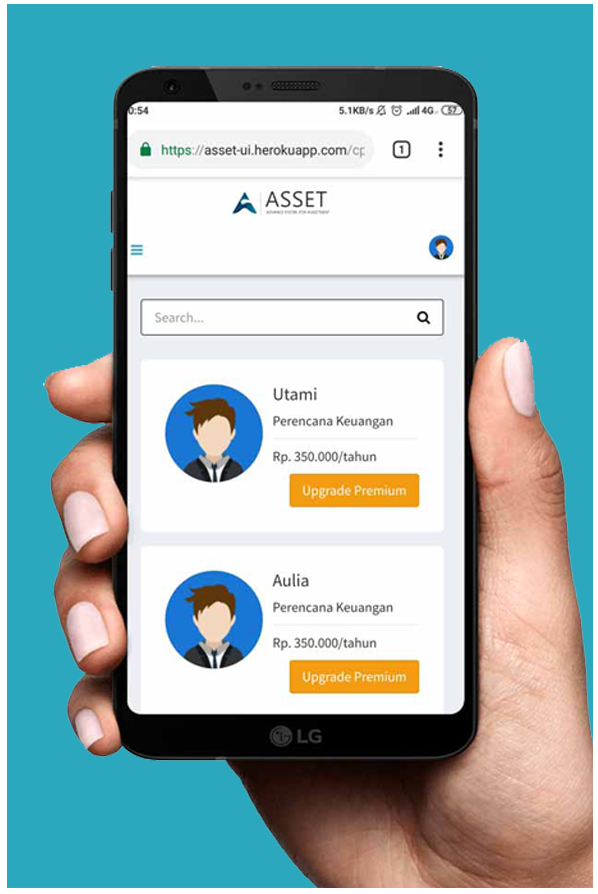 0:54
5.1KB/s 4G 57
https://asset-ui.herokuapp.com/cp
1
ASSET
ADVANCE SYSTEM FOR INVESTMENT
Search...
Utami
Perencana Keuangan
Rp. 350.000/tahun
Upgrade Premium
Aulia
Perencana Keuangan
Rp. 350.000/tahun
Upgrade Premium
LG LG